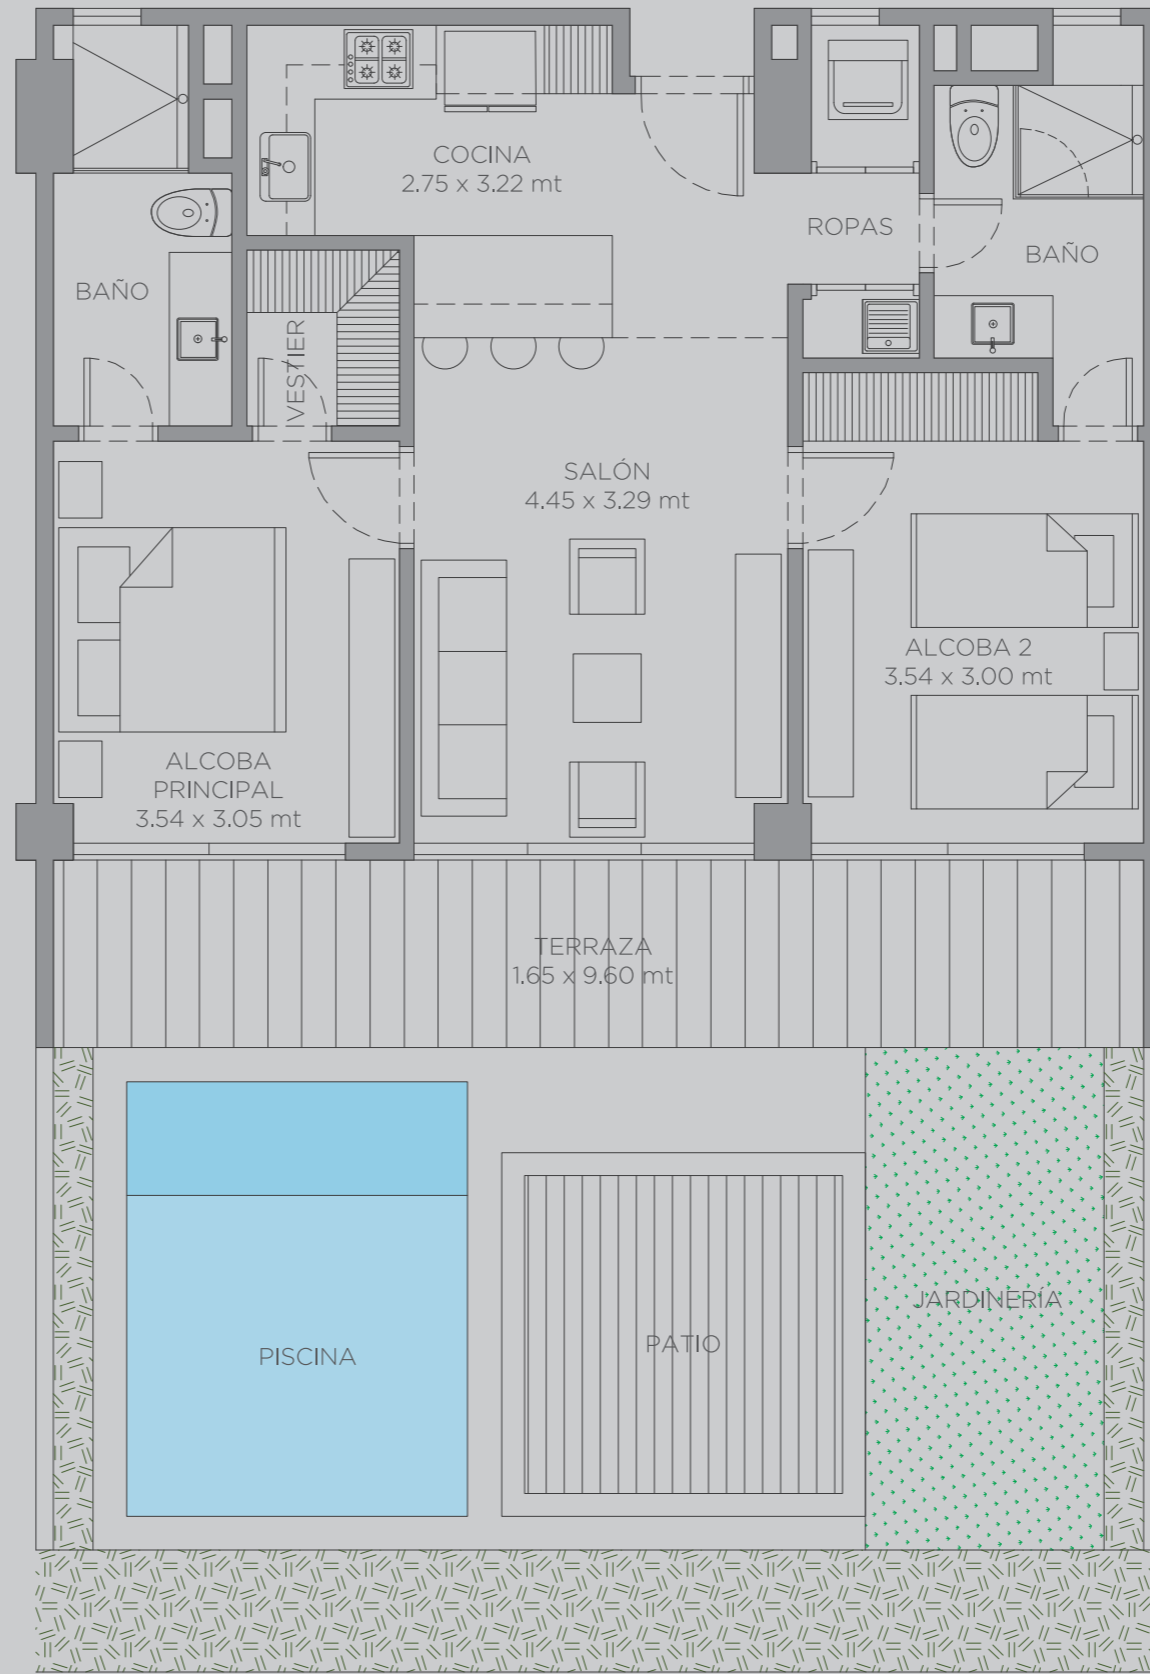 COCINA
2.75 x 3.22 mt
ROPAS
BAÑO
BAÑO
VESTIER
SALÓN
4.45 x 3.29 mt
ALCOBA 2
3.54 x 3.00 mt
ALCOBA
PRINCIPAL
3.54 x 3.05 mt
TERRAZA
1.65 x 9.60 mt
JARDINERÍA
PATIO
PISCINA